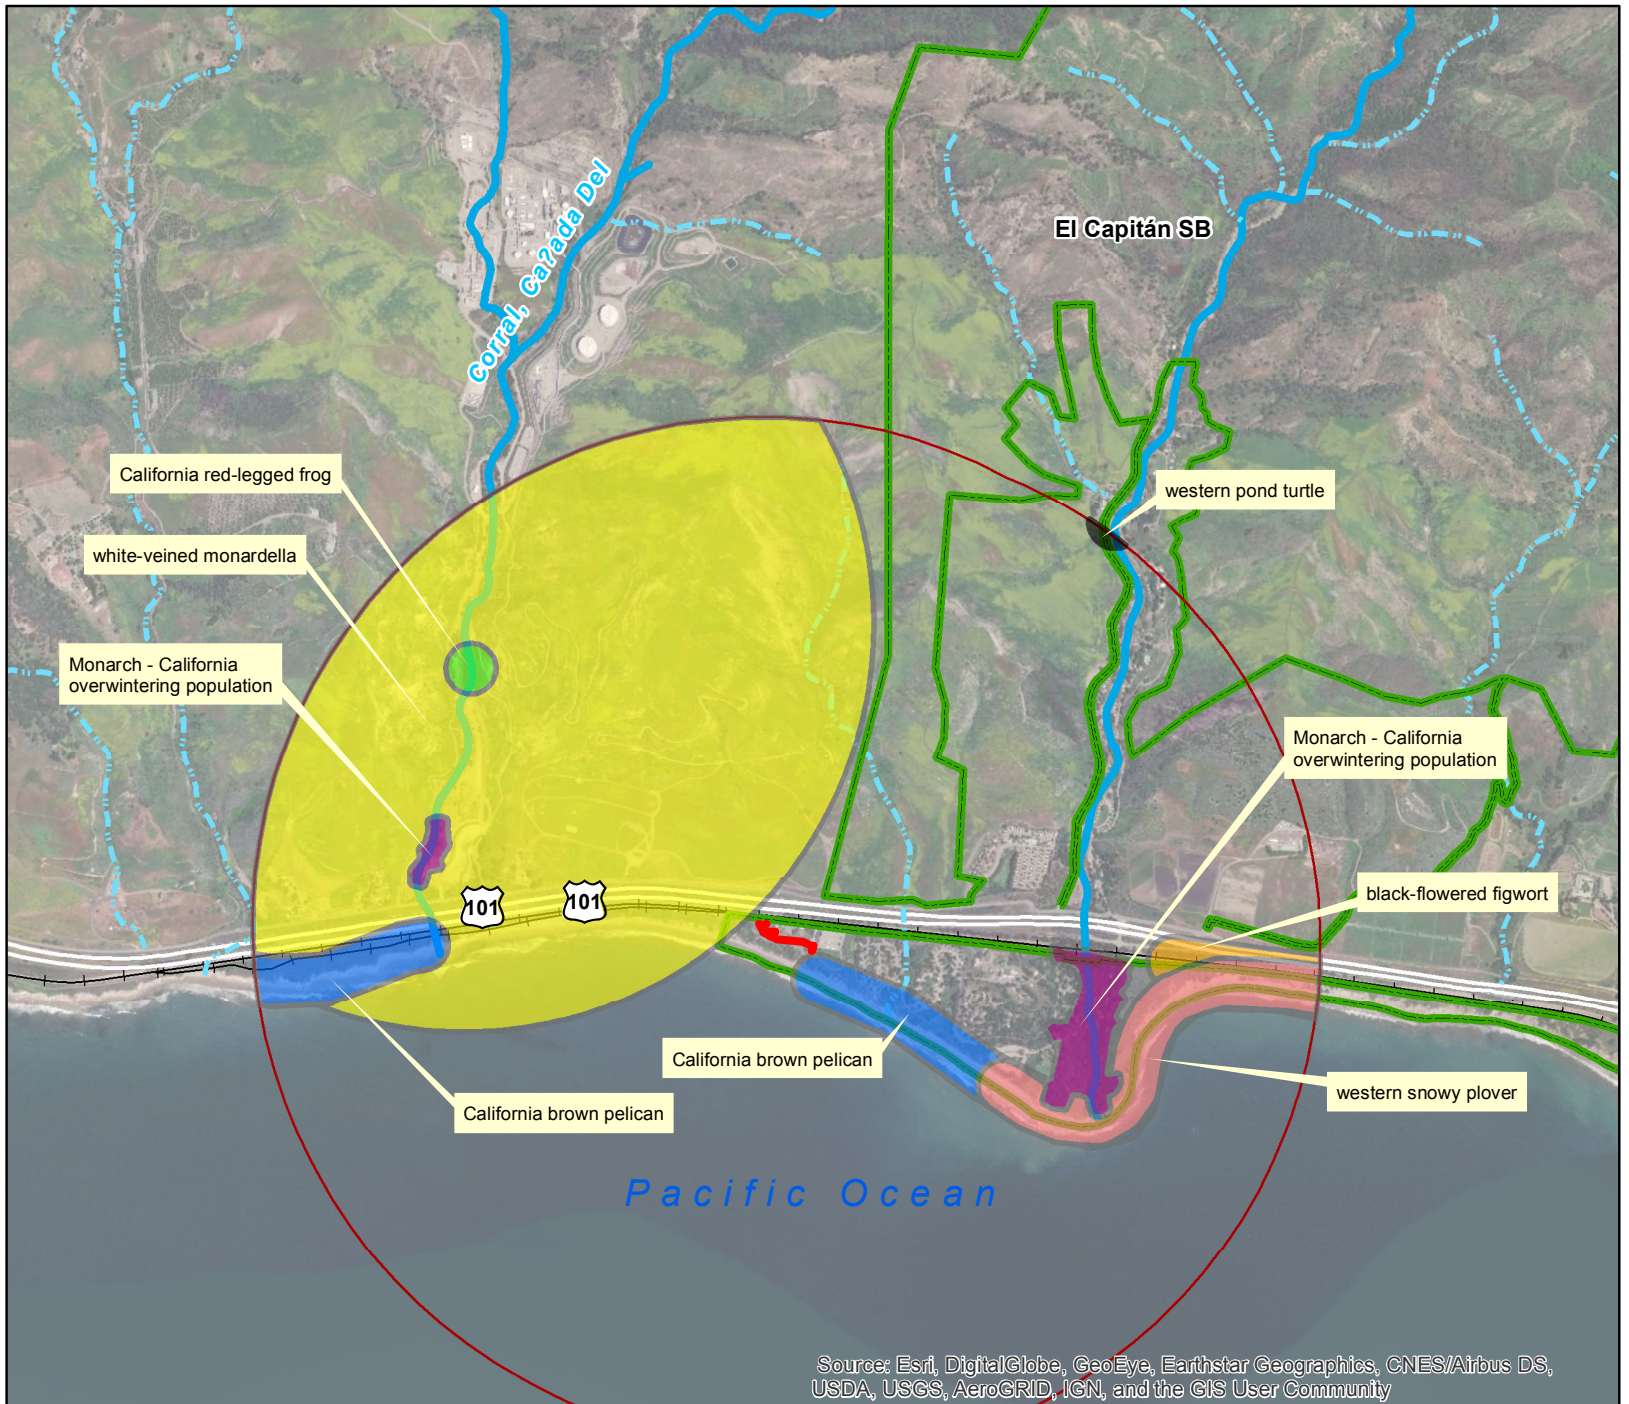 Corral, Ca?ada Del
El Capitán SB
California red-legged frog
western pond turtle
white-veined monardella
Monarch - California
overwintering population
Monarch - California
overwintering population
black-flowered figwort
101
101
California brown pelican
California brown pelican
western snowy plover
Pacific Ocean
Source: Esri, DigitalGlobe, GeoEye, Earthstar Geographics, CNES/Airbus DS,
USDA, USGS, AeroGRID, IGN, and the GIS User Community